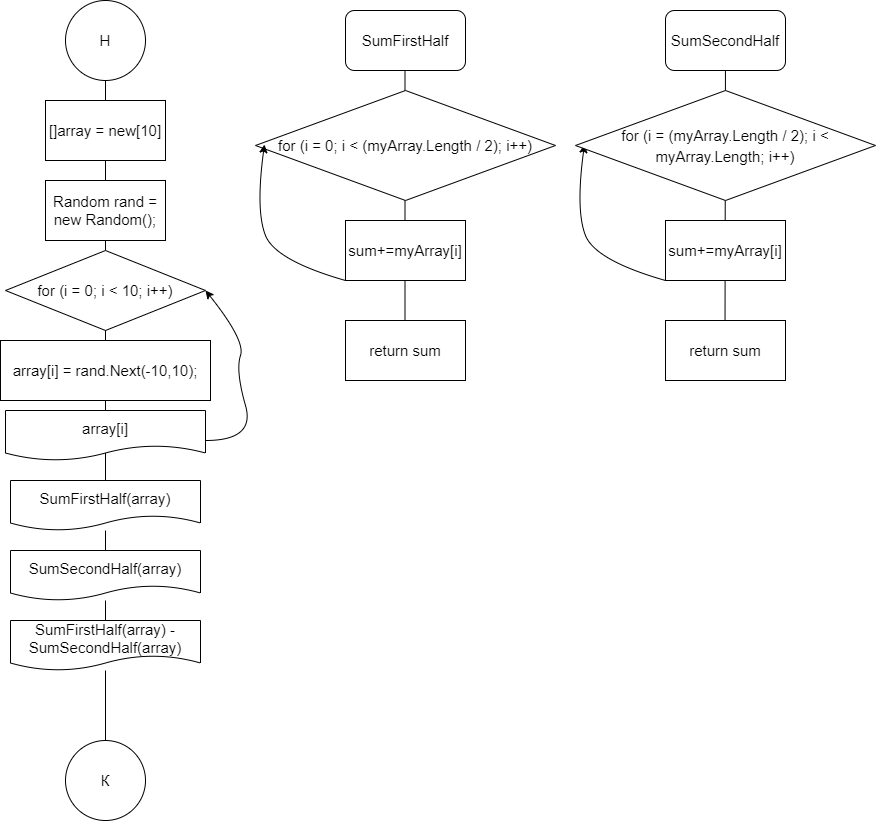 Н
[]array = new[10]
Random rand =
new Random();
for (i = 0; i < 10; i++)
array[i] = rand.Next(-10,10);
array[i]
SumFirstHalf(array)
SumSecondHalf(array)
SumFirstHalf(array) -
SumSecondHalf(array)
К
SumFirstHalf
for (i = 0; i < (myArray.Length / 2); i++)
sum+=myArray[i]
return sum
SumSecondHalf
for (i = (myArray.Length / 2); i <
myArray.Length; i++)
sum+=myArray[i]
return sum